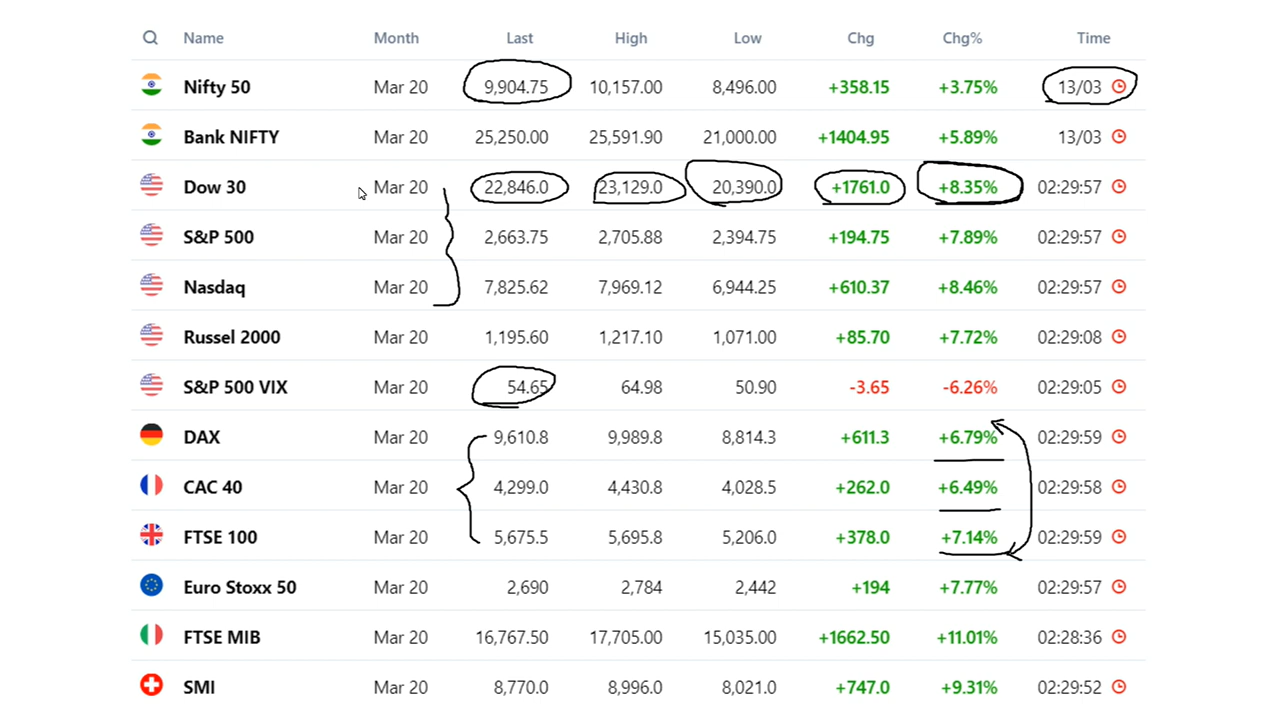 Name Month Last High Low Chg Chg% Time
Nifty 50 Mar 20 9,904.75 10,157.00 8,496.00 +358.15 +3.75% 13/03
Bank NIFTY Mar 20 25,250.00 25,591.90 21,000.00 +1404.95 +5.89% 13/03
Dow 30 Mar 20 22,846.0 23,129.0 20,390.0 +1761.0 +8.35% 02:29:57
S&P 500 Mar 20 2,663.75 2,705.88 2,394.75 +194.75 +7.89% 02:29:57
Nasdaq Mar 20 7,825.62 7,969.12 6,944.25 +610.37 +8.46% 02:29:57
Russel 2000 Mar 20 1,195.60 1,217.10 1,071.00 +85.70 +7.72% 02:29:08
S&P 500 VIX Mar 20 54.65 64.98 50.90 -3.65 -6.26% 02:29:05
DAX Mar 20 9,610.8 9,989.8 8,814.3 +611.3 +6.79% 02:29:59
CAC 40 Mar 20 4,299.0 4,430.8 4,028.5 +262.0 +6.49% 02:29:58
FTSE 100 Mar 20 5,675.5 5,695.8 5,206.0 +378.0 +7.14% 02:29:59
Euro Stoxx 50 Mar 20 2,690 2,784 2,442 +194 +7.77% 02:29:57
FTSE MIB Mar 20 16,767.50 17,705.00 15,035.00 +1662.50 +11.01% 02:28:36
SMI Mar 20 8,770.0 8,996.0 8,021.0 +747.0 +9.31% 02:29:52